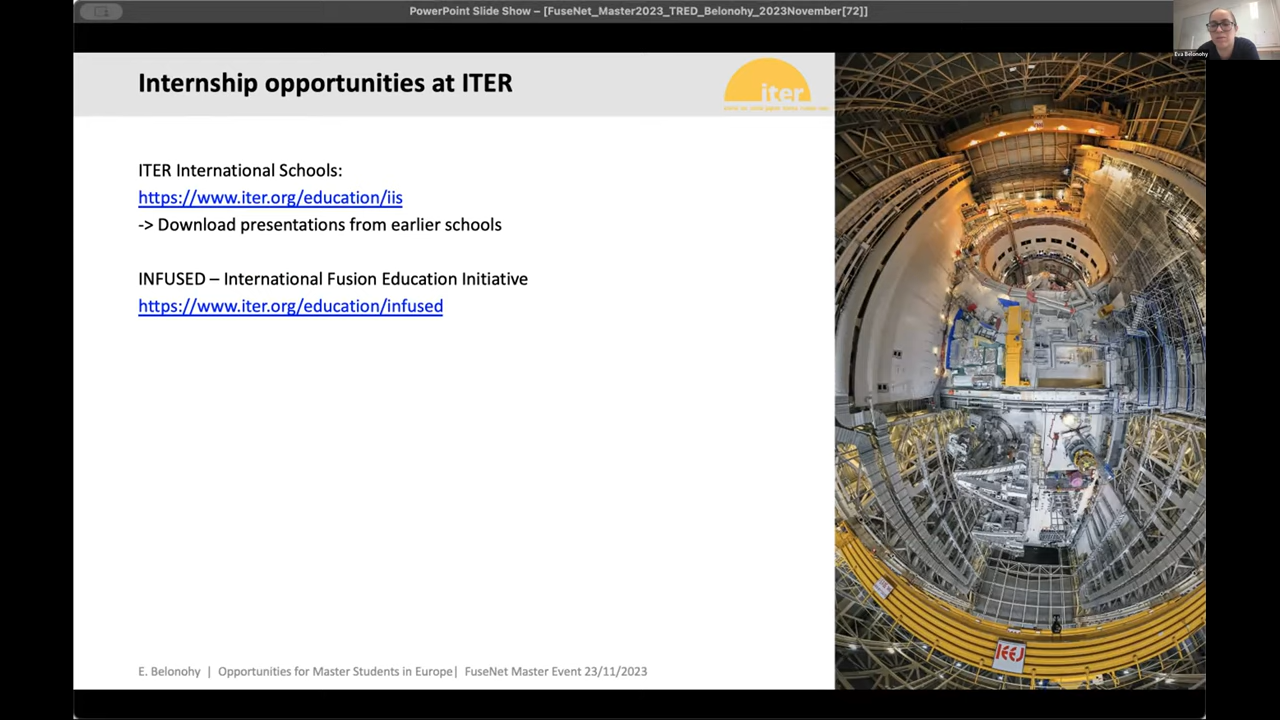 PowerPoint Slide Show – [FuseNet_Master2023_TRED_Belonohy_2023November[72]]
Eva Belonohy
Internship opportunities at ITER
iter
ITER International Schools:
https://www.iter.org/education/iis
-> Download presentations from earlier schools
INFUSED – International Fusion Education Initiative
https://www.iter.org/education/infused
E. Belonohy | Opportunities for Master Students in Europe| FuseNet Master Event 23/11/2023